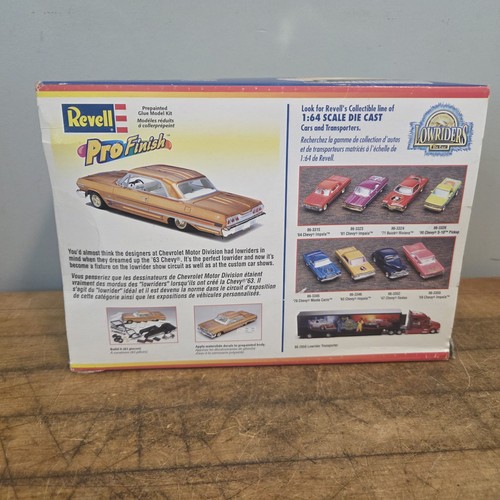 Revell
Prepainted
Glue Model Kit
Modèles réduits
à coller/prépeint
Pro Finish
Look for Revell's Collectible line of
1:64 SCALE DIE CAST
Cars and Transporters.
Recherchez la gamme de collection d'autos
et de transporteurs matricés à l'échelle de
1:64 de Revell.
LOWRIDERS
You'd almost think the designers at Chevrolet Motor Division had lowriders in
mind when they dreamed up the '63 Chevy®. It's the perfect lowrider and now it's
become a fixture on the lowrider show circuit as well as at the custom car shows.
Vous penseriez que les dessinateurs de Chevrolet Motor Division étaient
vraiment des mordus des "lowriders" lorsqu'ils ont créé la Chevy®'63. Il
s'agit du "lowrider" idéal et il est devenu la norme dans le circuit d'exposition
de cette catégorie ainsi que les expositions de véhicules personnalisés.